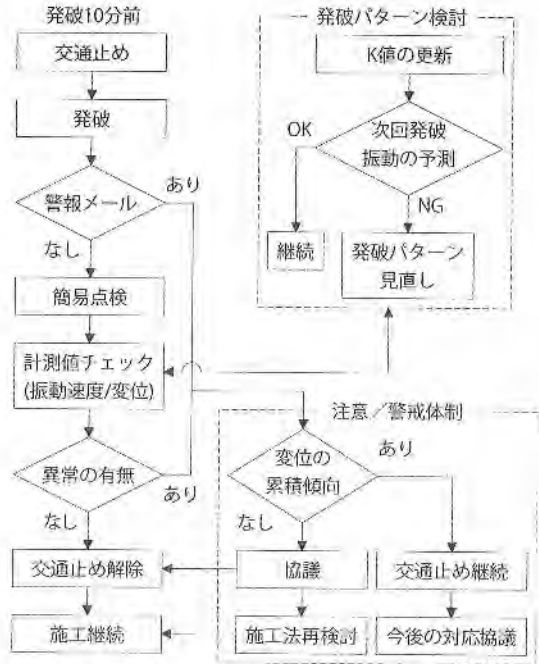 発破10分前
交通止め
発破
警報メール
あり
なし
簡易点検
計測値チェック
(振動速度/変位)
異常の有無
あり
なし
交通止め解除
施工継続
発破パターン検討
K値の更新
次回発破
振動の予測
OK
NG
継続
発破パターン
見直し
注意／警戒体制
変位の
累積傾向
あり
なし
協議
交通止め継続
施工法再検討
今後の対応協議